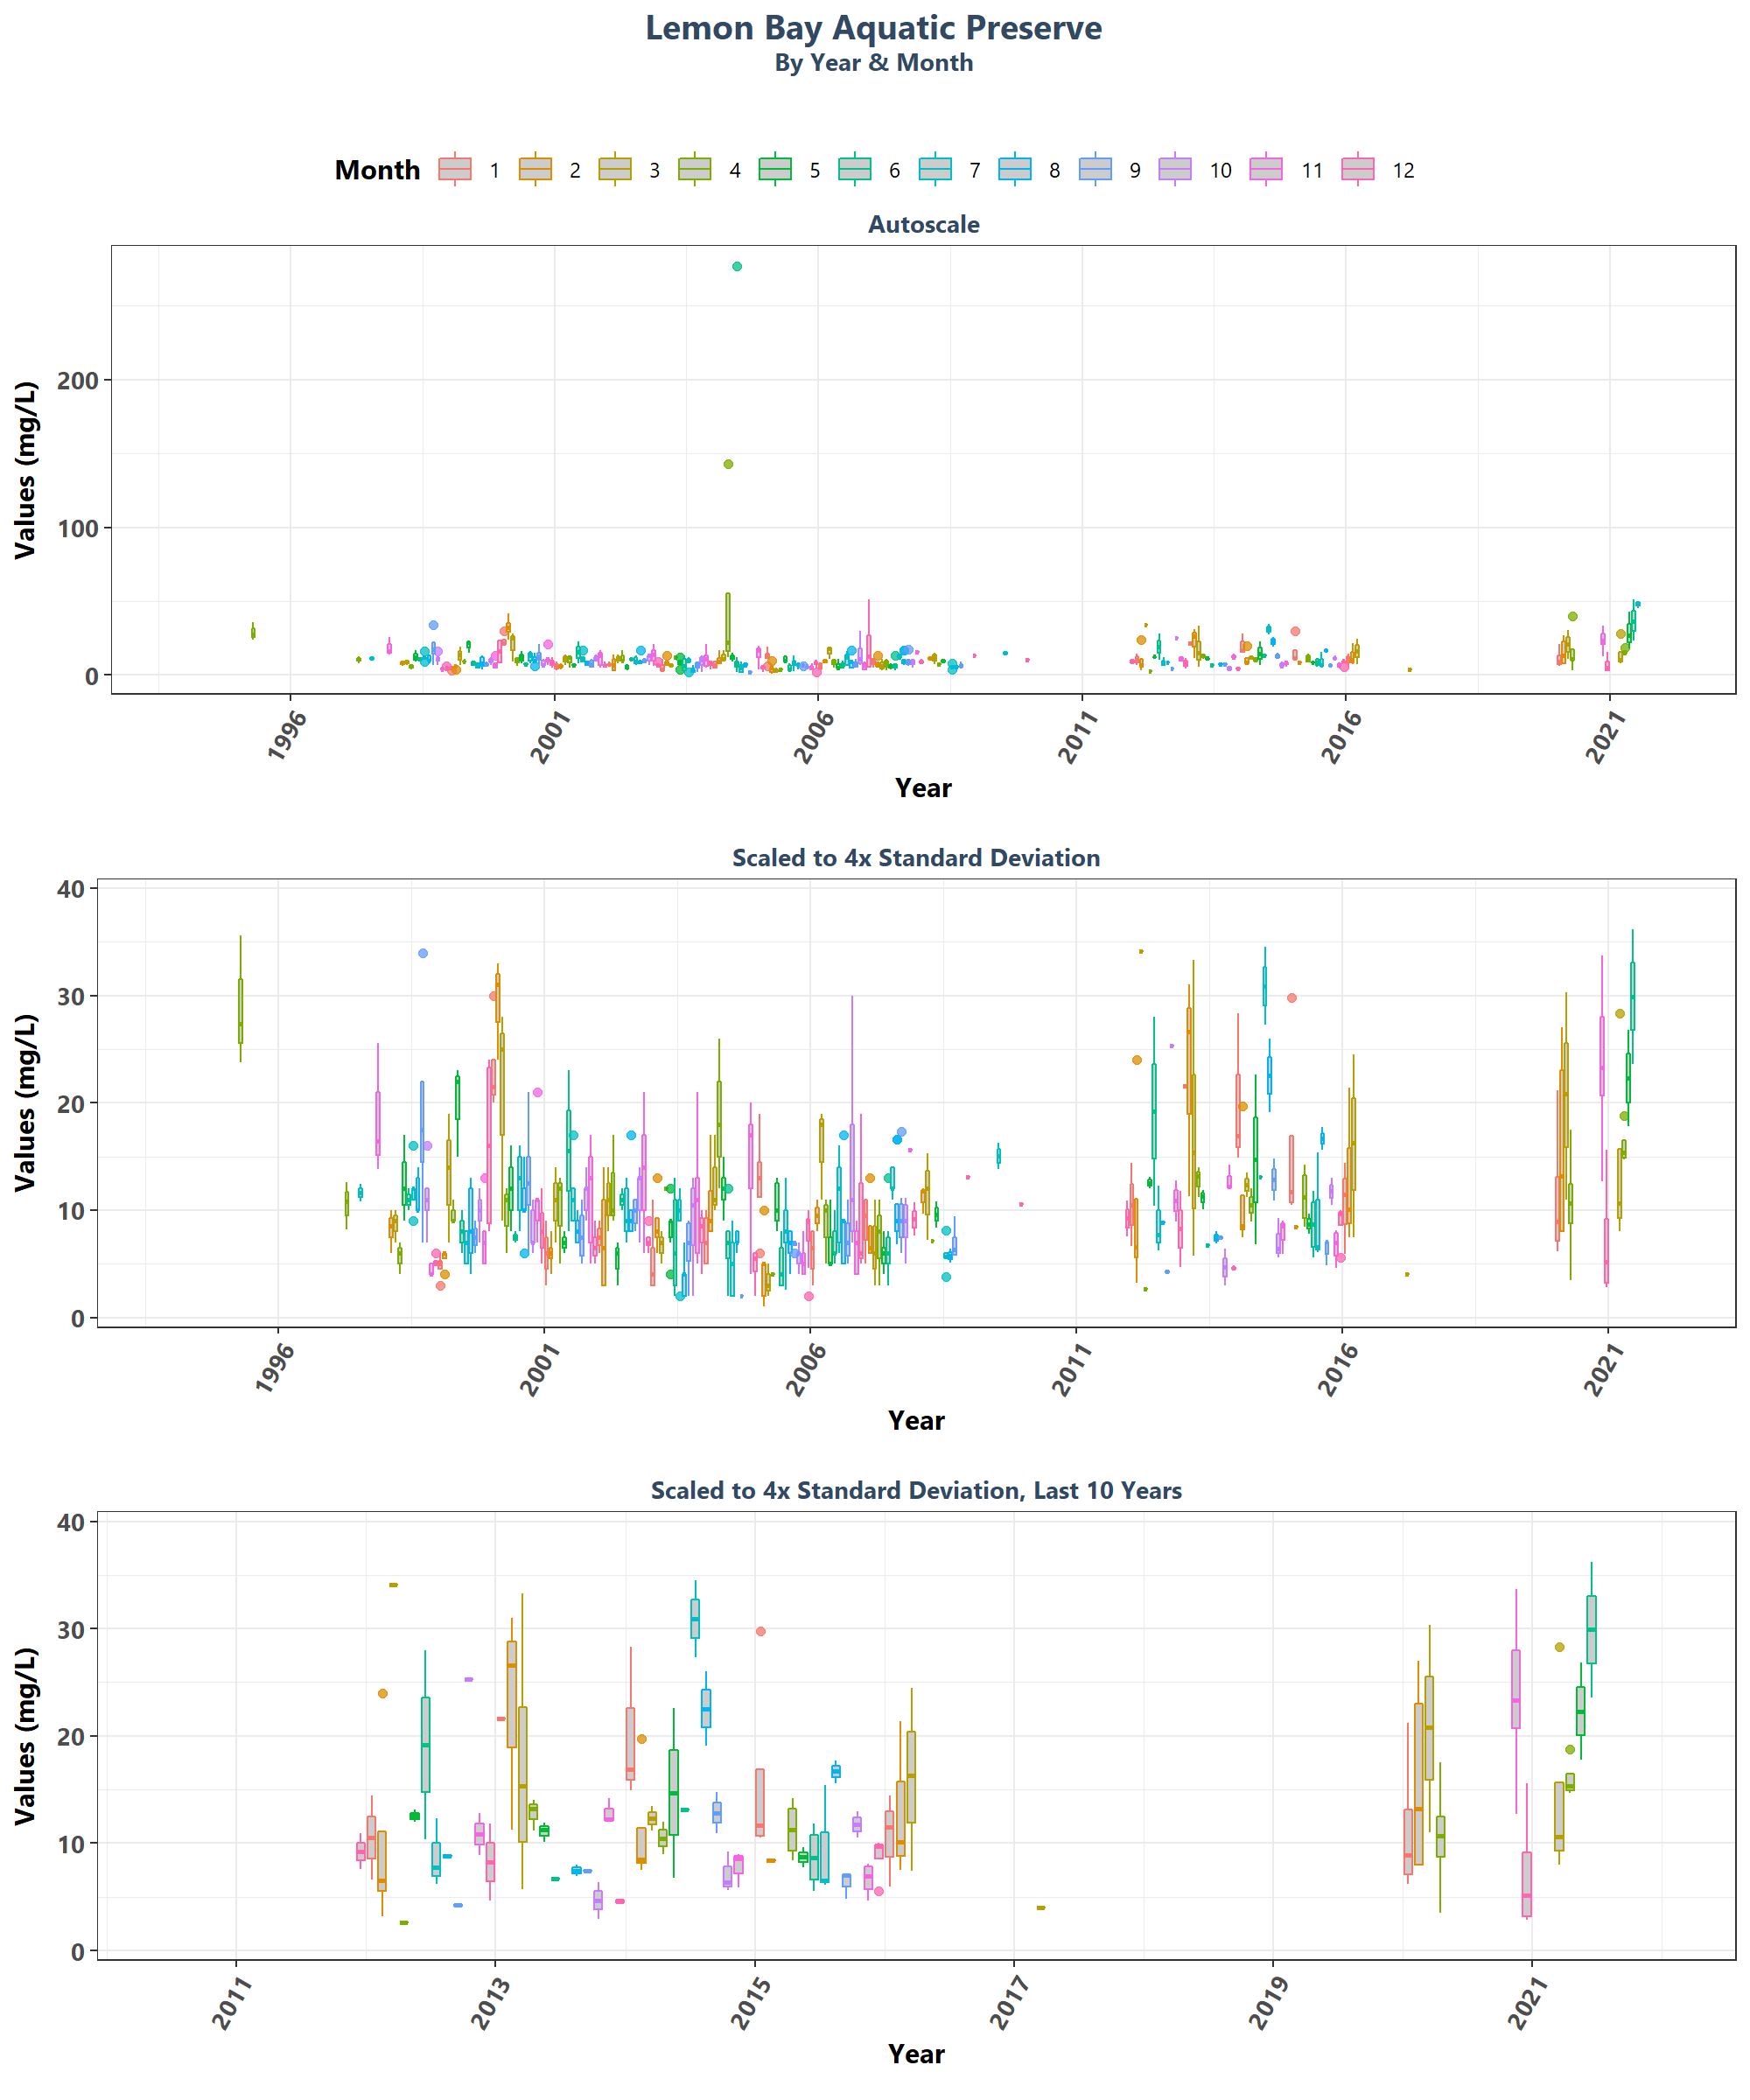 Lemon Bay Aquatic Preserve
By Year & Month
Month 1 2 3 4 5 6 7 8 9 10 11 12
Autoscale
Values (mg/L)
200
100
0
1996 2001 2006 2011 2016 2021
Year
Scaled to 4x Standard Deviation
Values (mg/L)
40
30
20
10
0
1996 2001 2006 2011 2016 2021
Year
Scaled to 4x Standard Deviation, Last 10 Years
Values (mg/L)
40
30
20
10
0
2011 2013 2015 2017 2019 2021
Year